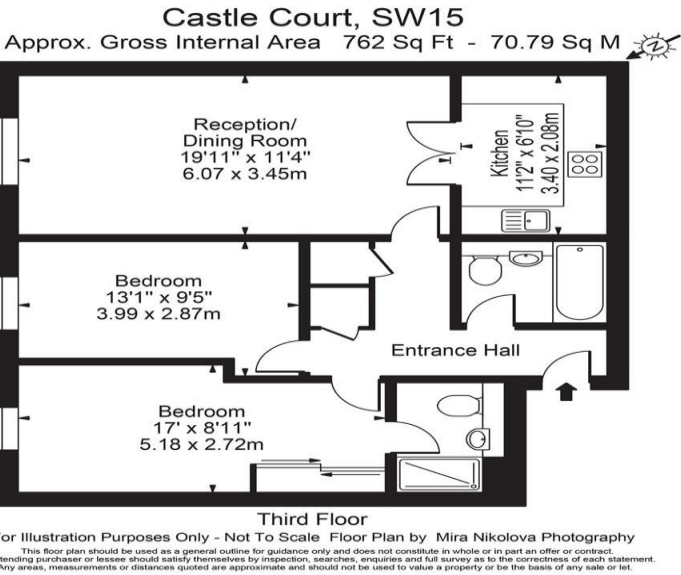 Castle Court, SW15
Approx. Gross Internal Area 762 Sq Ft - 70.79 Sq M
N
Reception/
Dining Room
19'11" x 11'4"
6.07 x 3.45m
Kitchen
11'2" x 6'10"
3.40 x 2.08m
Bedroom
13'1" x 9'5"
3.99 x 2.87m
Entrance Hall
Bedroom
17' x 8'11"
5.18 x 2.72m
Third Floor
or Illustration Purposes Only - Not To Scale Floor Plan by Mira Nikolova Photography
This floor plan should be used as a general outline for guidance only and does not constitute in whole or in part an offer or contract.
tending purchaser or lessee should satisfy themselves by inspection, searches, enquiries and full survey as to the correctness of each statement.
Any areas, measurements or distances quoted are approximate and should not be used to value a property or be the basis of any sale or let.